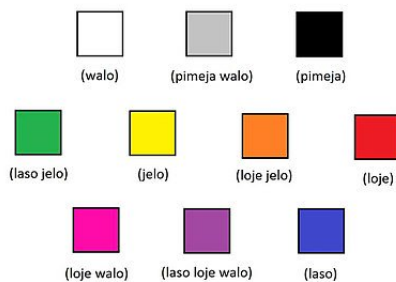 (walo) (pimeja walo) (pimeja)
(laso jelo) (jelo) (loje jelo) (loje)
(loje walo) (laso loje walo) (laso)